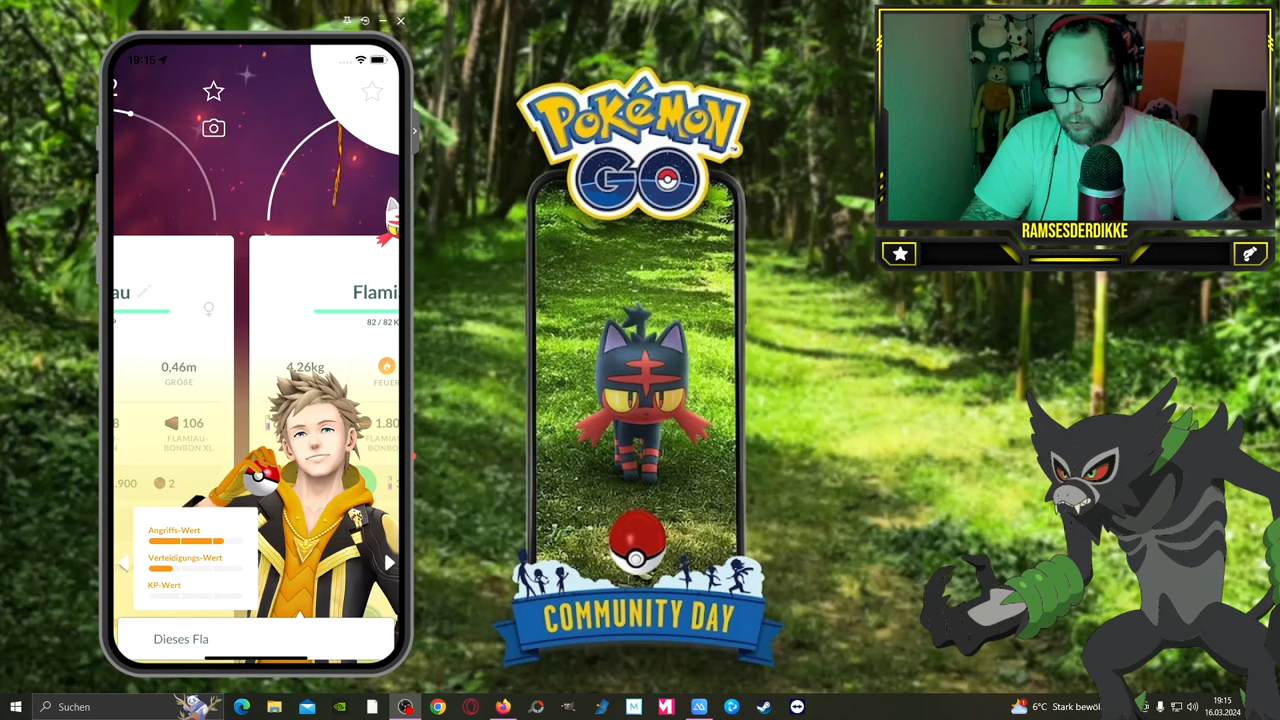 19:15
au
Flami
82 / 82 K
0,46m
GRÖẞE
4,26kg
FEUER
106
FLAMIAU-
BONBON XL
1.80
BONBO
.900
2
Angriffs-Wert
Verteidigungs-Wert
KP-Wert
Dieses Fla
POKÉMON
GO
COMMUNITY DAY
RAMSESDERDIKKE
Suchen
6°C Stark bewöl
19:15
16.03.2024